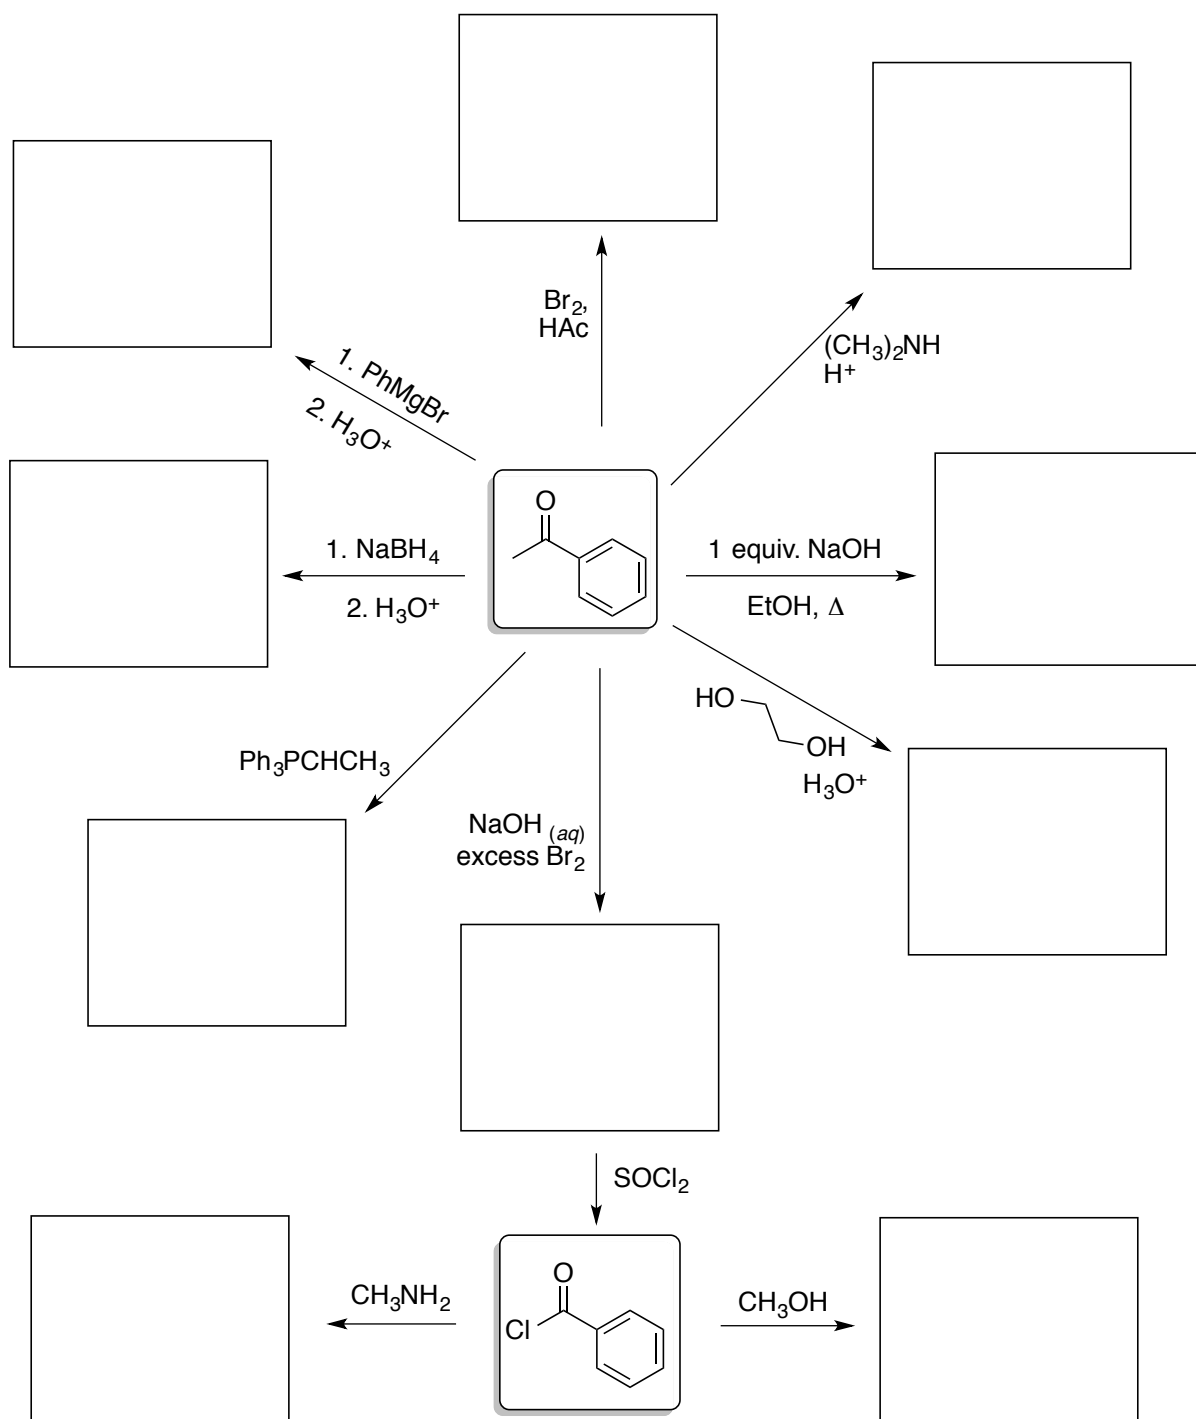 Br₂,
HAc
(CH₃)₂NH
H⁺
1. PhMgBr
2. H₃O⁺
O
1. NaBH₄
2. H₃O⁺
1 equiv. NaOH
EtOH, Δ
HO
OH
H₃O⁺
Ph₃PCHCH₃
NaOH (aq)
excess Br₂
SOCl₂
O
Cl
CH₃NH₂
CH₃OH